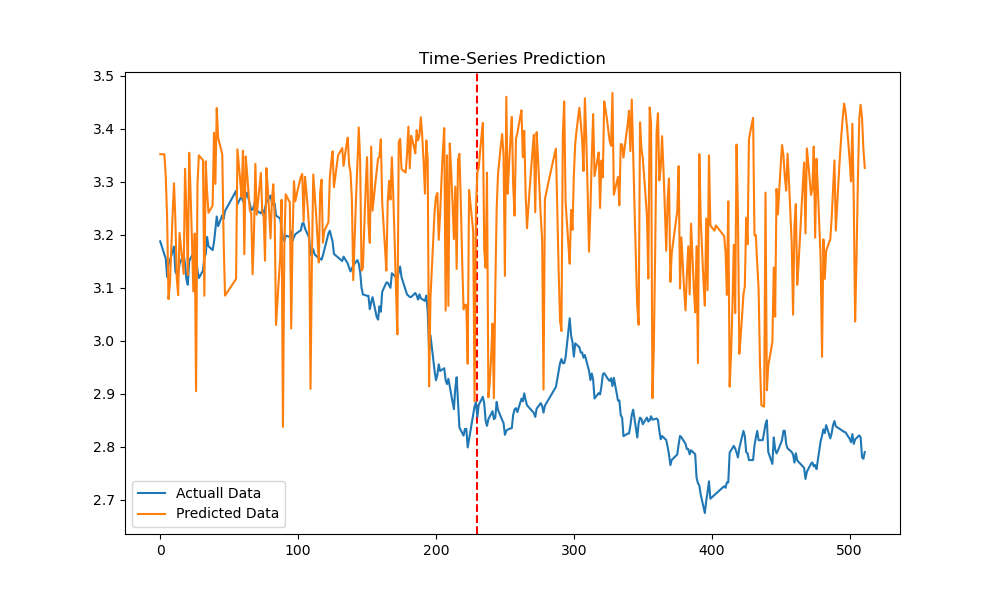 Time-Series Prediction
3.5
3.4
3.3
3.2
3.1
3.0
2.9
2.8
2.7
Actuall Data
Predicted Data
0 100 200 300 400 500